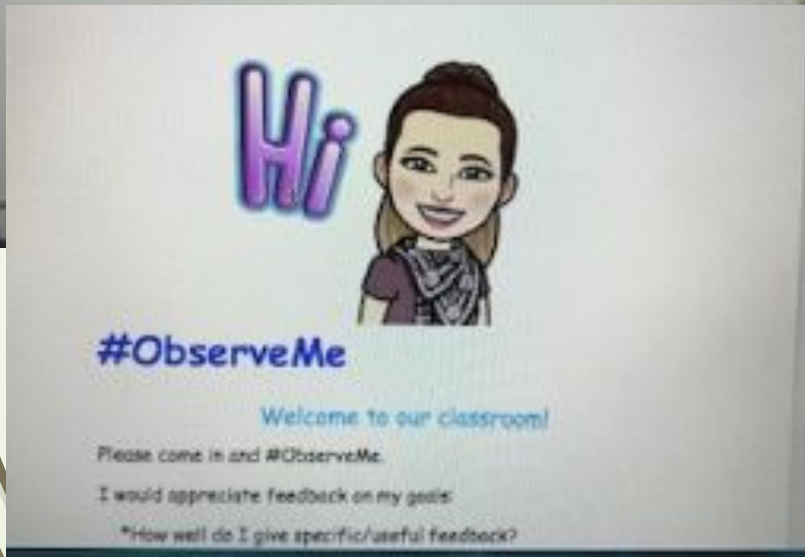 Hi
#ObserveMe
Welcome to our classroom!
Please come in and #ObserveMe.
I would appreciate feedback on my goals:
*How well do I give specific/useful feedback?